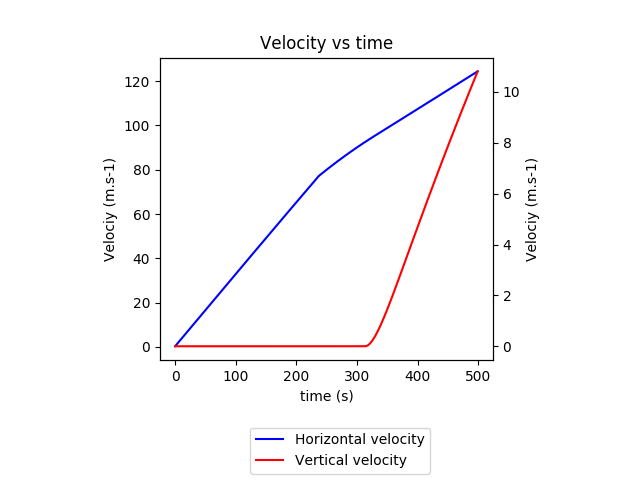 Velocity vs time
120
100
80
60
40
20
0
Velociy (m.s-1)
10
8
6
4
2
0
Velociy (m.s-1)
0 100 200 300 400 500
time (s)
Horizontal velocity
Vertical velocity